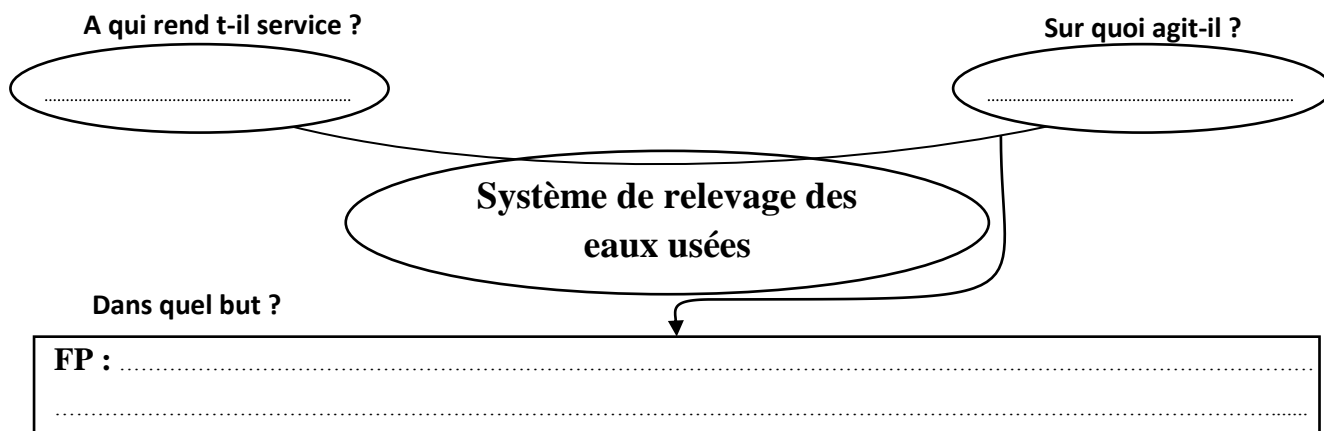 A qui rend t-il service ?
Sur quoi agit-il ?
Système de relevage des
eaux usées
Dans quel but ?
FP :